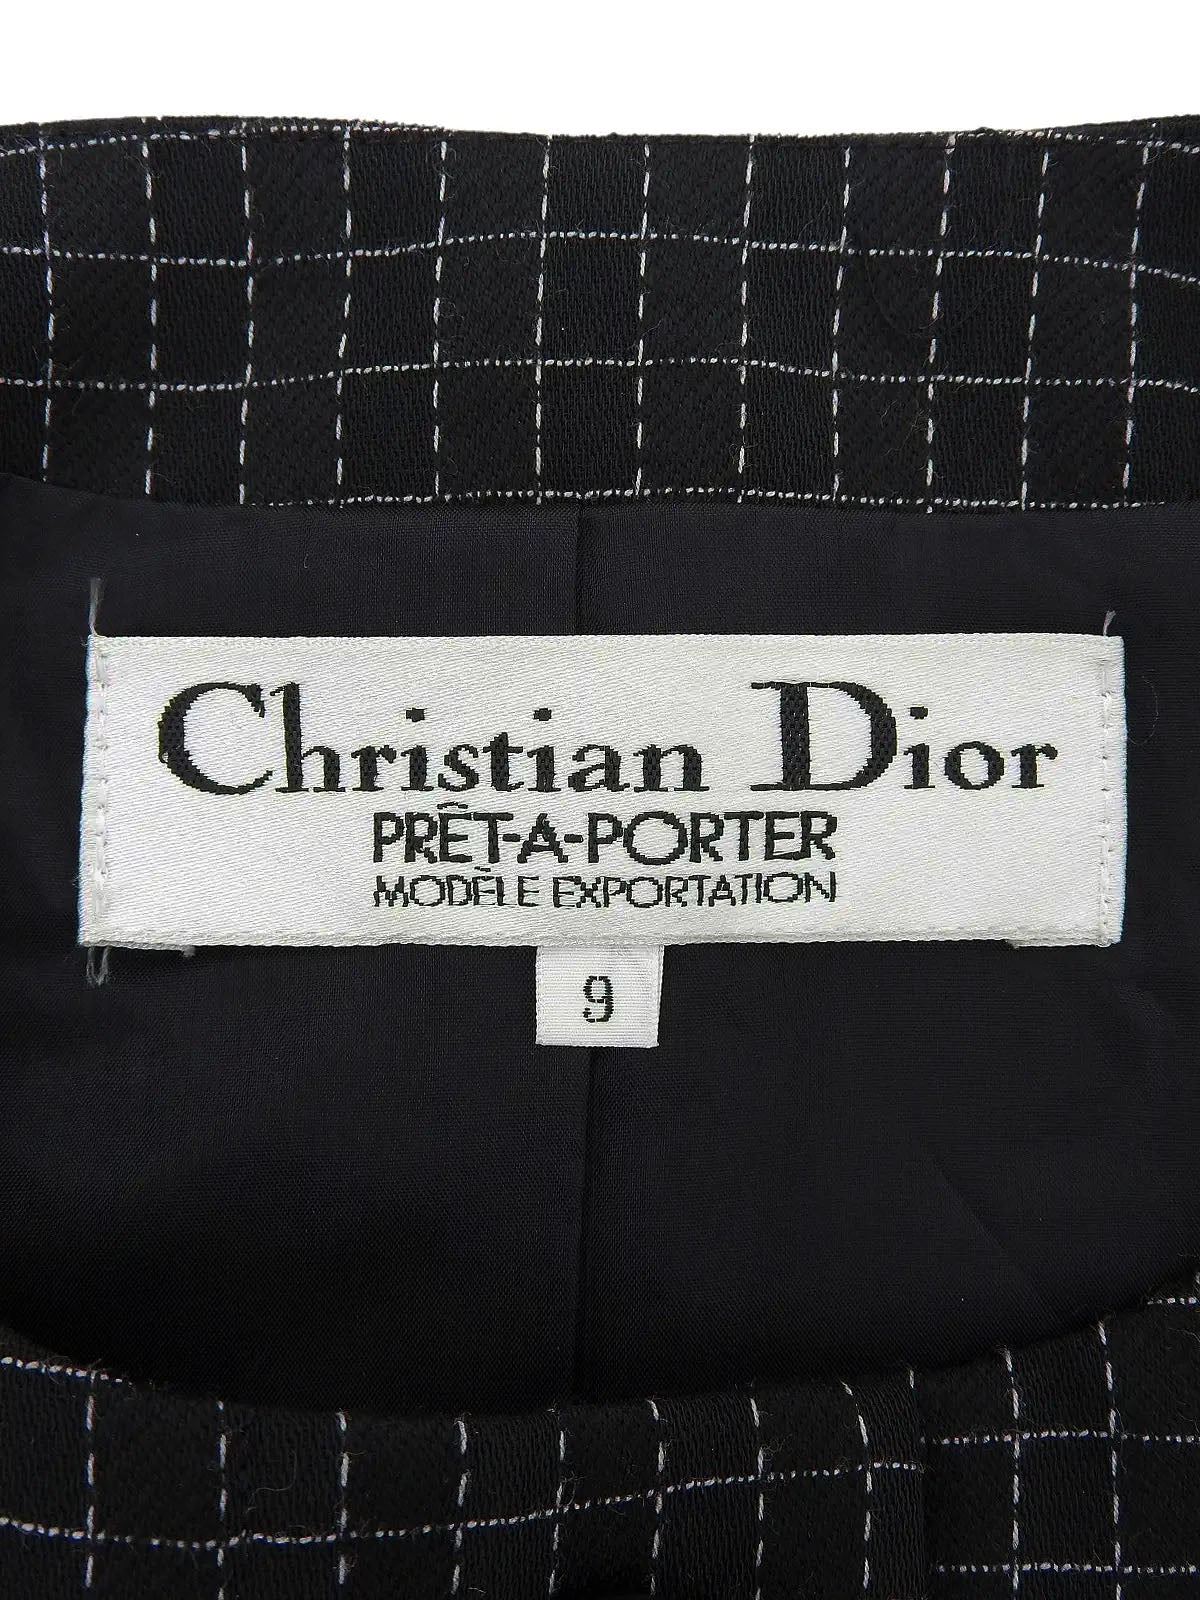 Christian Dior
PRÊT-A-PORTER
MODÈLE EXPORTATION
9